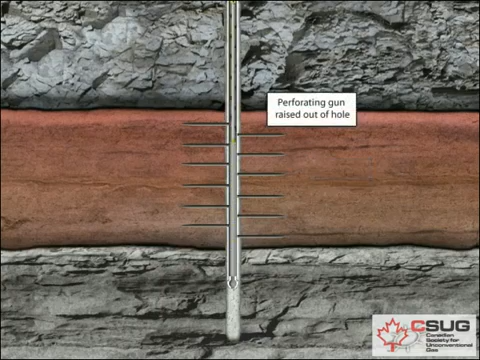 Perforating gun
raised out of hole
CSUG
Canadian
Society for
Unconventional
Gas